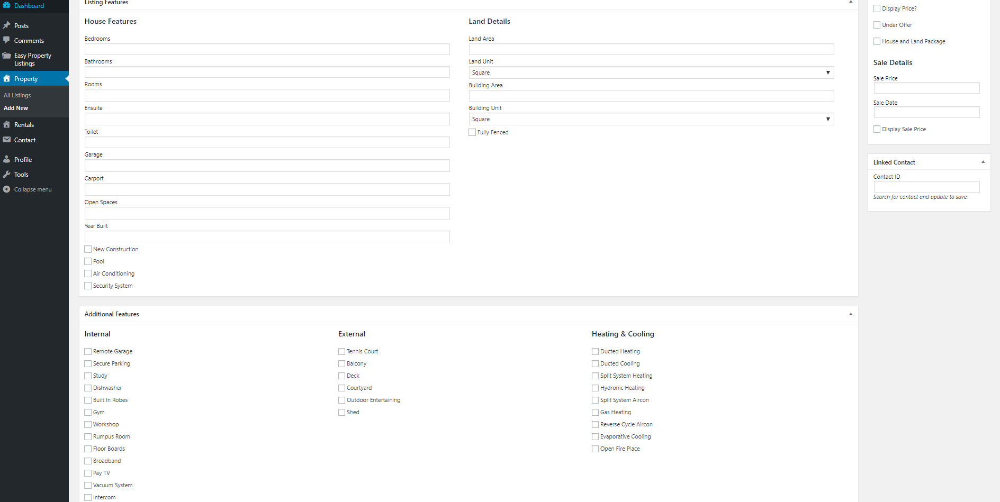 Dashboard
Posts
Comments
Easy Property
Listings
Property
All Listings
Add New
Rentals
Contact
Profile
Tools
Collapse menu
Listing Features
House Features
Bedrooms
Bathrooms
Rooms
Ensuite
Toilet
Garage
Carport
Open Spaces
Year Built
New Construction
Pool
Air Conditioning
Security System
Land Details
Land Area
Land Unit
Square
Building Area
Building Unit
Square
Fully Fenced
Additional Features
Internal
Remote Garage
Secure Parking
Study
Dishwasher
Built In Robes
Gym
Workshop
Rumpus Room
Floor Boards
Broadband
Pay TV
Vacuum System
Intercom
External
Tennis Court
Balcony
Deck
Courtyard
Outdoor Entertaining
Shed
Heating & Cooling
Ducted Heating
Ducted Cooling
Split System Heating
Hydronic Heating
Split System Aircon
Gas Heating
Reverse Cycle Aircon
Evaporative Cooling
Open Fire Place
Display Price?
Under Offer
House and Land Package
Sale Details
Sale Price
Sale Date
Display Sale Price
Linked Contact
Contact ID
Search for contact and update to save.